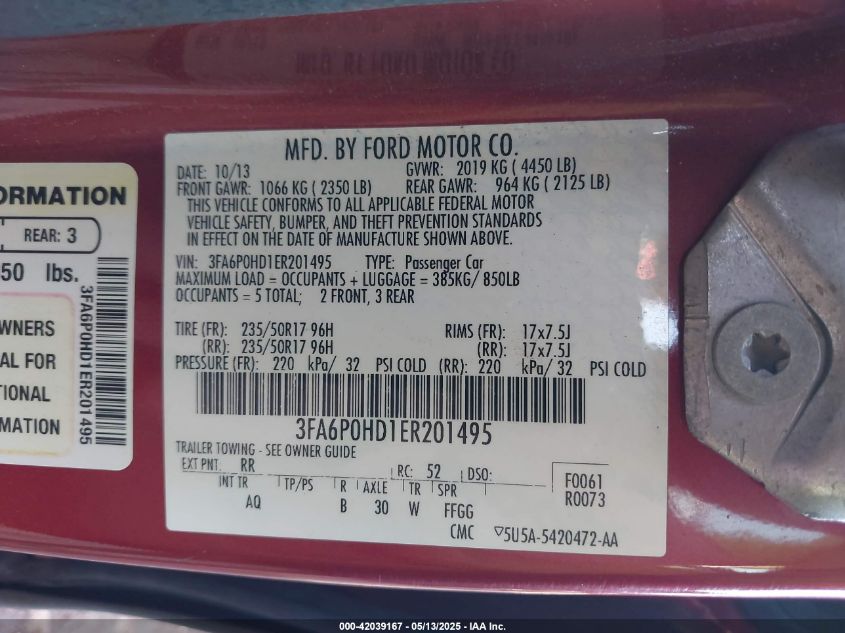 MFD. BY FORD MOTOR CO.
DATE: 10/13 GVWR: 2019 KG ( 4450 LB)
FRONT GAWR: 1066 KG ( 2350 LB) REAR GAWR: 964 KG ( 2125 LB)
THIS VEHICLE CONFORMS TO ALL APPLICABLE FEDERAL MOTOR
VEHICLE SAFETY, BUMPER, AND THEFT PREVENTION STANDARDS
IN EFFECT ON THE DATE OF MANUFACTURE SHOWN ABOVE.
VIN: 3FA6P0HD1ER201495 TYPE: Passenger Car
MAXIMUM LOAD = OCCUPANTS + LUGGAGE = 385KG/ 850LB
OCCUPANTS = 5 TOTAL; 2 FRONT, 3 REAR
TIRE (FR): 235/50R17 96H RIMS (FR): 17x7.5J
(RR): 235/50R17 96H (RR): 17x7.5J
PRESSURE (FR): 220 kPa/ 32 PSI COLD (RR): 220 kPa/ 32 PSI COLD
3FA6P0HD1ER201495
TRAILER TOWING - SEE OWNER GUIDE
EXT PNT: RR RC: 52 DSO: F0061
INT TR TP/PS R AXLE TR SPR R0073
AQ B 30 W FFGG
CMC ▽5U5A-5420472-AA
ORMATION
REAR: 3
50 lbs.
WNERS
AL FOR
TIONAL
MATION
3FA6P0HD1ER201495
000-42039167 - 05/13/2025 - IAA Inc.